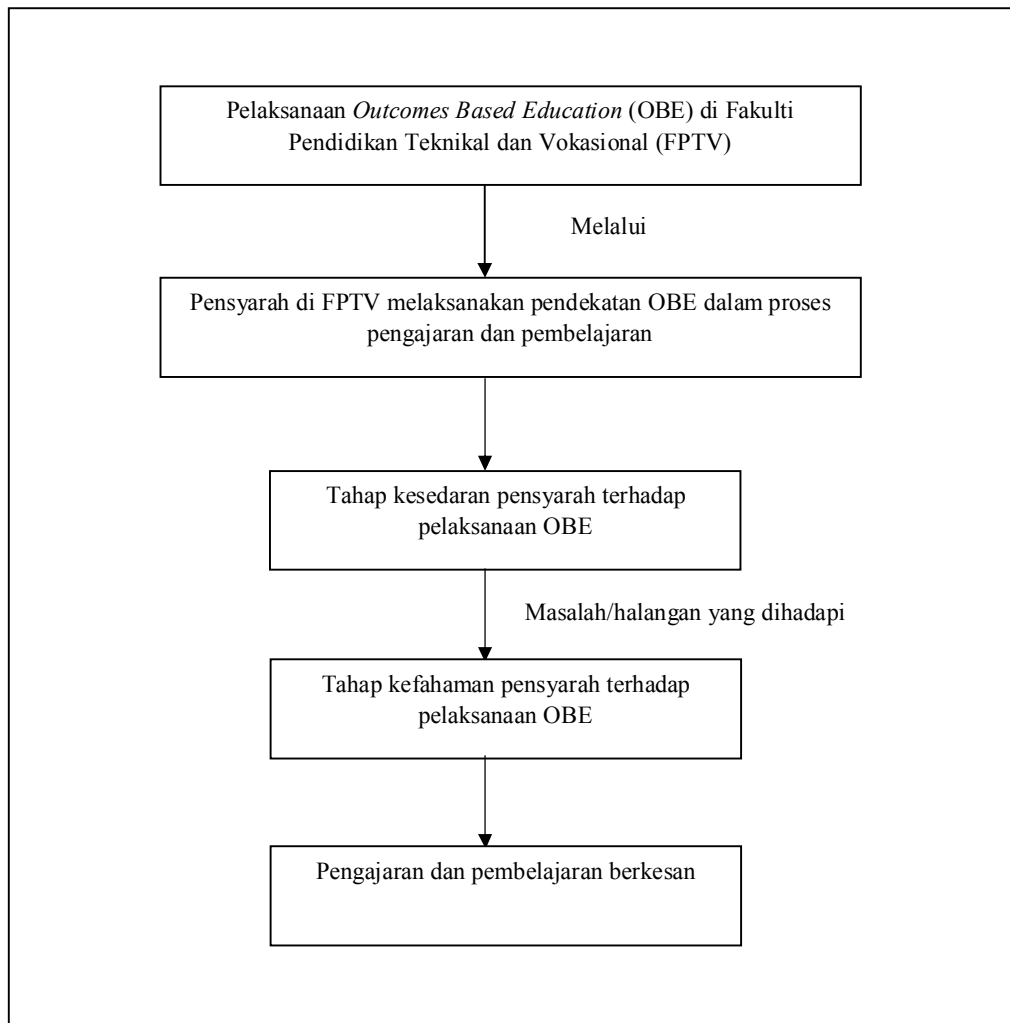 Pelaksanaan Outcomes Based Education (OBE) di Fakulti
Pendidikan Teknikal dan Vokasional (FPTV)
Melalui
Pensyarah di FPTV melaksanakan pendekatan OBE dalam proses
pengajaran dan pembelajaran
Tahap kesedaran pensyarah terhadap
pelaksanaan OBE
Masalah/halangan yang dihadapi
Tahap kefahaman pensyarah terhadap
pelaksanaan OBE
Pengajaran dan pembelajaran berkesan